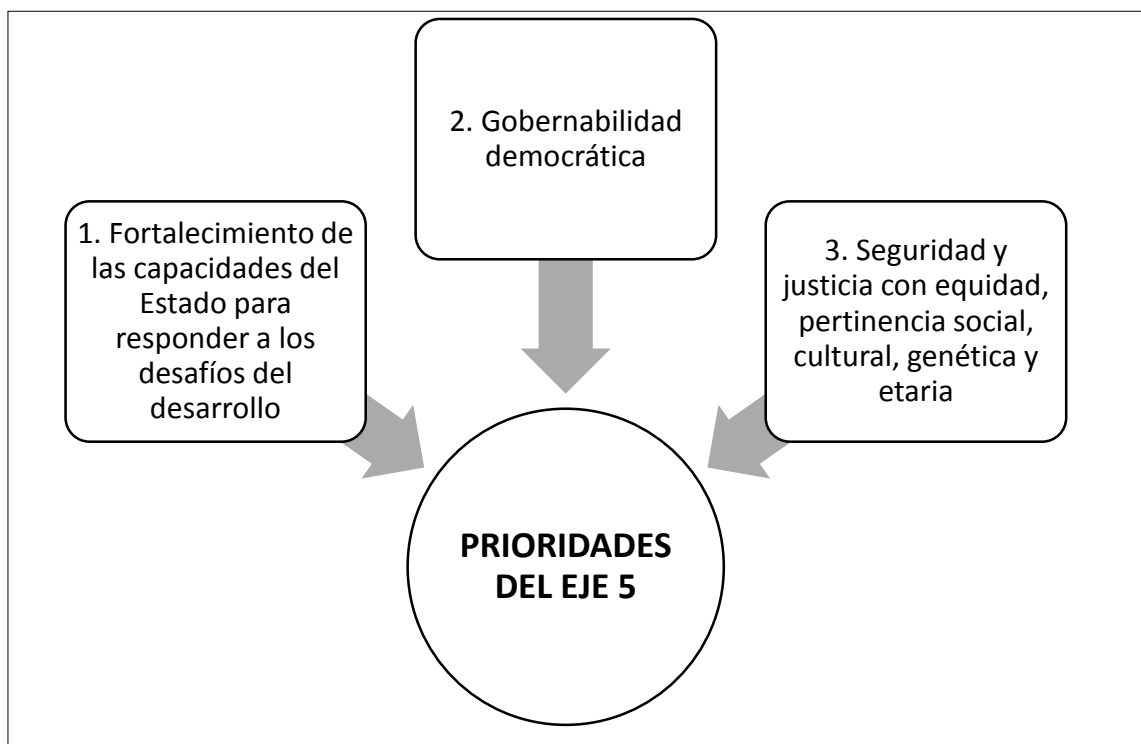 1. Fortalecimiento de
las capacidades del
Estado para
responder a los
desafíos del
desarrollo
2. Gobernabilidad
democrática
3. Seguridad y
justicia con equidad,
pertinencia social,
cultural, genética y
etaria
PRIORIDADES
DEL EJE 5